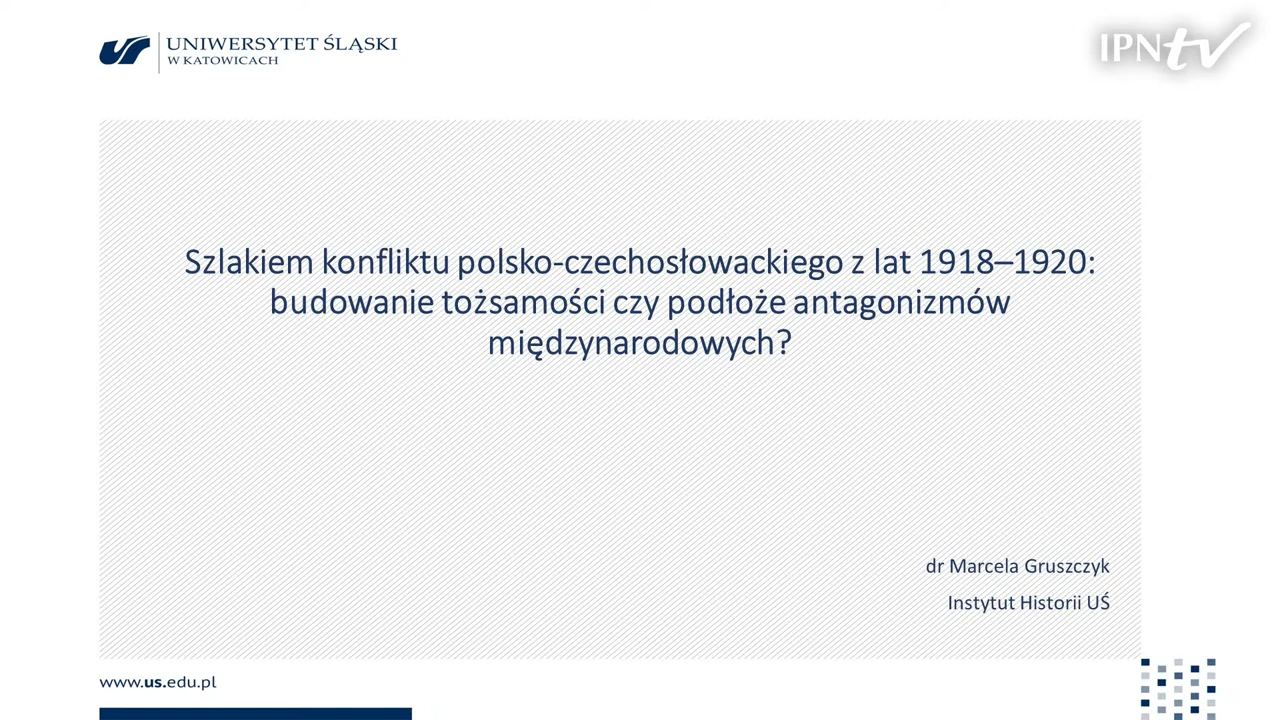 UNIWERSYTET ŚLĄSKI
W KATOWICACH
IPNtv
Szlakiem konfliktu polsko-czechosłowackiego z lat 1918–1920:
budowanie tożsamości czy podłoże antagonizmów
międzynarodowych?
dr Marcela Gruszczyk
Instytut Historii UŚ
www.us.edu.pl